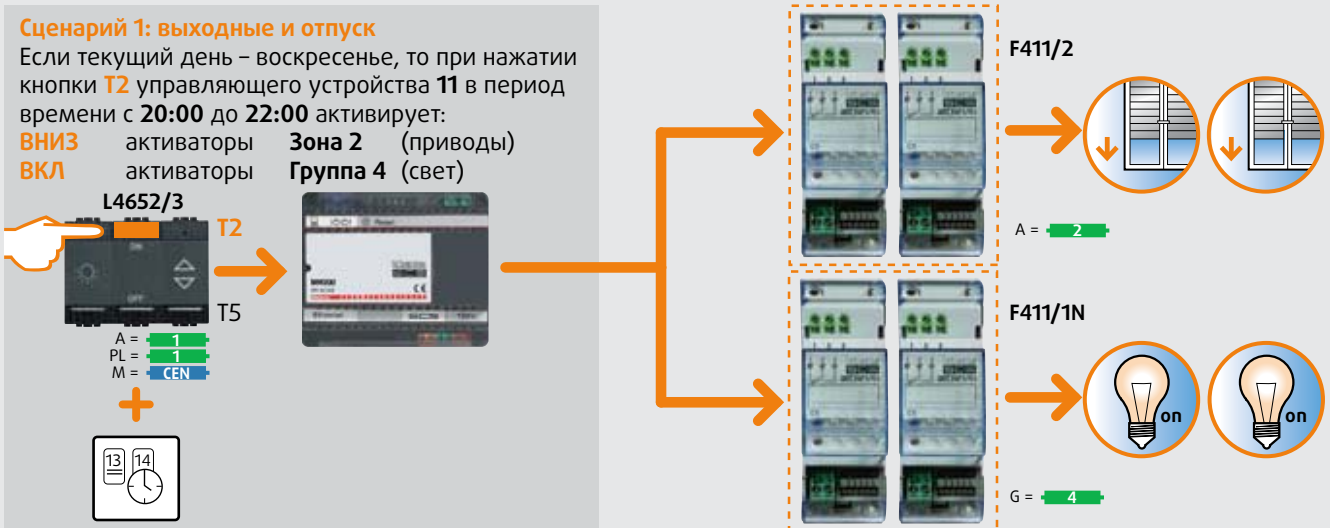 Сценарий 1: выходные и отпуск
Если текущий день – воскресенье, то при нажатии
кнопки T2 управляющего устройства 11 в период
времени с 20:00 до 22:00 активирует:
ВНИЗ активаторы Зона 2 (приводы)
ВКЛ активаторы Группа 4 (свет)
L4652/3
T2
ON
OFF
T5
A = 1
PL = 1
M = CEN
13 14
F411/2
A = 2
F411/1N
on
on
G = 4